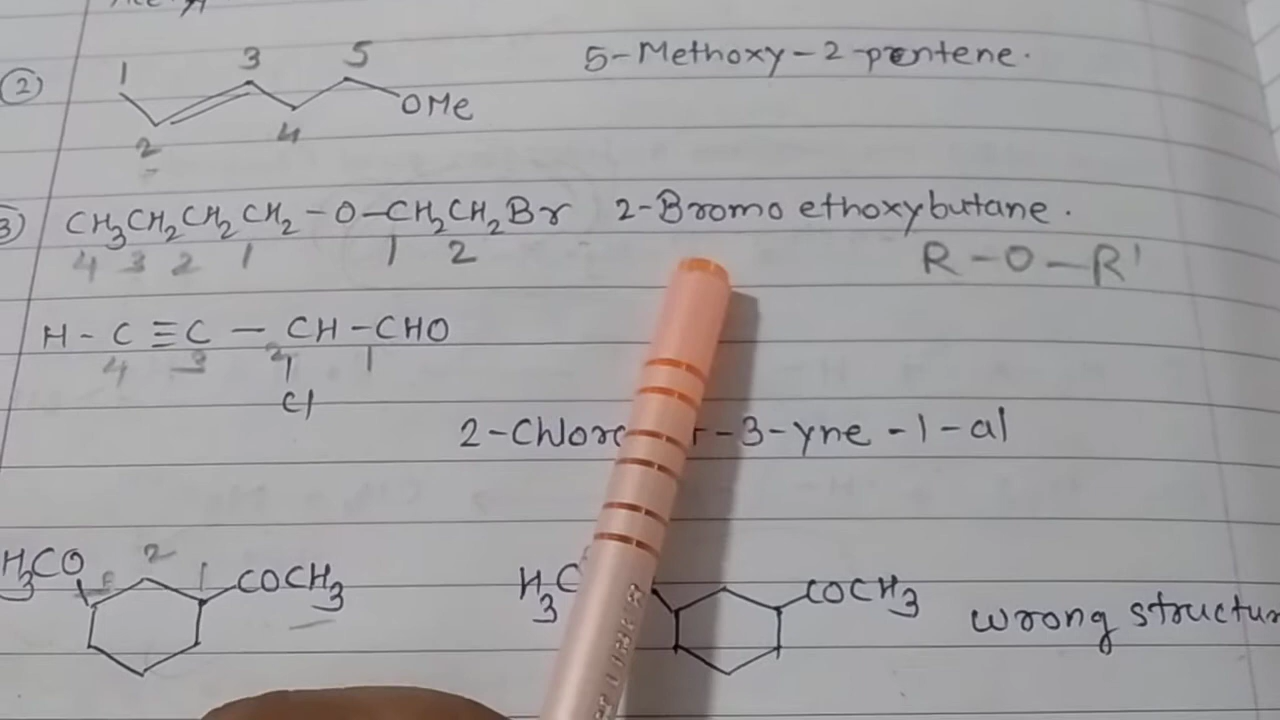 ② 1 3 5 5-Methoxy-2-pentene.
OMe
2 4
③ CH₃CH₂CH₂CH₂-O-CH₂CH₂Br 2-Bromo ethoxybutane.
4 3 2 1 1 2 R-O-R'
H-C≡C-CH-CHO
4 3 2 1
Cl
2-Chloro -3-yne-1-al
H₃CO 2 1 COCH₃ H₃C COCH₃ wrong